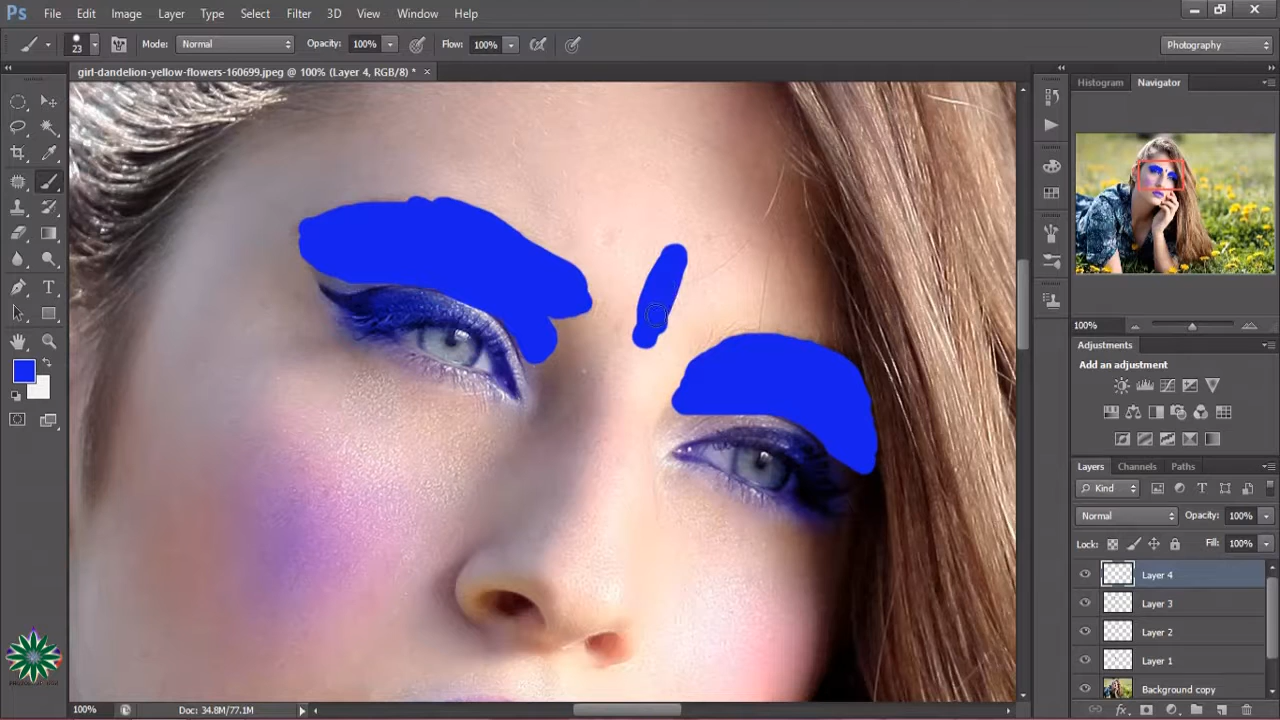 Ps File Edit Image Layer Type Select Filter 3D View Window Help
23 Mode: Normal Opacity: 100% Flow: 100% Photography
girl-dandelion-yellow-flowers-160699.jpeg @ 100% (Layer 4, RGB/8) * ×
Histogram Navigator
100%
Adjustments
Add an adjustment
Layers Channels Paths
Kind
Normal Opacity: 100%
Lock: Fill: 100%
Layer 4
Layer 3
Layer 2
Layer 1
Background copy
100% Doc: 34.8M/77.1M
fx